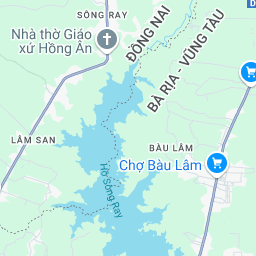 SÔNG RAY
Nhà thờ Giáo
xứ Hồng Ân
ĐỒNG NAI
BÀ RỊA - VŨNG TÀU
LÂM SAN
BÀU LÂM
Chợ Bàu Lâm
Hồ Sông Ray